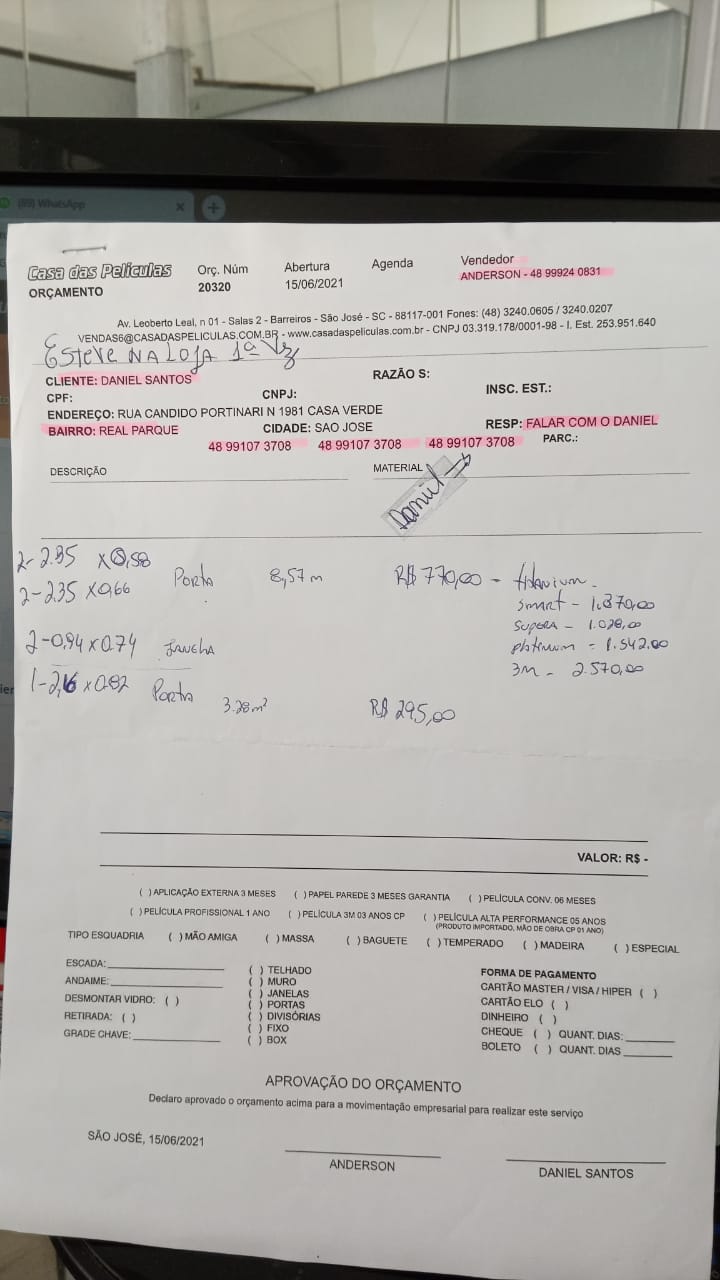 (89) WhatsApp
Casa das Películas
ORÇAMENTO
Orç. Núm
20320
Abertura
15/06/2021
Agenda
Vendedor
ANDERSON - 48 99924 0831
Av. Leoberto Leal, n 01 - Salas 2 - Barreiros - São José - SC - 88117-001 Fones: (48) 3240.0605 / 3240.0207
VENDAS6@CASADASPELICULAS.COM.BR - www.casadaspeliculas.com.br - CNPJ 03.319.178/0001-98 - I. Est. 253.951.640
ESTEVE NA LOJA 1ª VZ
CLIENTE: DANIEL SANTOS
RAZÃO S:
CPF:
CNPJ:
INSC. EST.:
ENDEREÇO: RUA CANDIDO PORTINARI N 1981 CASA VERDE
BAIRRO: REAL PARQUE
CIDADE: SAO JOSE
RESP: FALAR COM O DANIEL
48 99107 3708 48 99107 3708 48 99107 3708 PARC.:
DESCRIÇÃO
MATERIAL
Daniel
2- 2.35 x 0,58
2- 2,35 x 0,66 PORTA 8,57 m R$ 770,00 - titanium.
smart - 1.370,00
SUPERA - 1.028,00
platinum = 1.542,00
3M - 2.570,00
2- 0,94 x 0.74 JANELA
1- 2,16 x 0.82 PORTA
3.28 m² R$ 295,00
VALOR: R$ -
( ) APLICAÇÃO EXTERNA 3 MESES ( ) PAPEL PAREDE 3 MESES GARANTIA ( ) PELÍCULA CONV. 06 MESES
( ) PELÍCULA PROFISSIONAL 1 ANO ( ) PELÍCULA 3M 03 ANOS CP ( ) PELÍCULA ALTA PERFORMANCE 05 ANOS
(PRODUTO IMPORTADO, MÃO DE OBRA CP 01 ANO)
TIPO ESQUADRIA ( ) MÃO AMIGA ( ) MASSA ( ) BAGUETE ( ) TEMPERADO ( ) MADEIRA ( ) ESPECIAL
ESCADA:
ANDAIME:
DESMONTAR VIDRO: ( )
RETIRADA: ( )
GRADE CHAVE:
( ) TELHADO
( ) MURO
( ) JANELAS
( ) PORTAS
( ) DIVISÓRIAS
( ) FIXO
( ) BOX
FORMA DE PAGAMENTO
CARTÃO MASTER / VISA / HIPER ( )
CARTÃO ELO ( )
DINHEIRO ( )
CHEQUE ( ) QUANT. DIAS:
BOLETO ( ) QUANT. DIAS
APROVAÇÃO DO ORÇAMENTO
Declaro aprovado o orçamento acima para a movimentação empresarial para realizar este serviço
SÃO JOSÉ, 15/06/2021
ANDERSON
DANIEL SANTOS